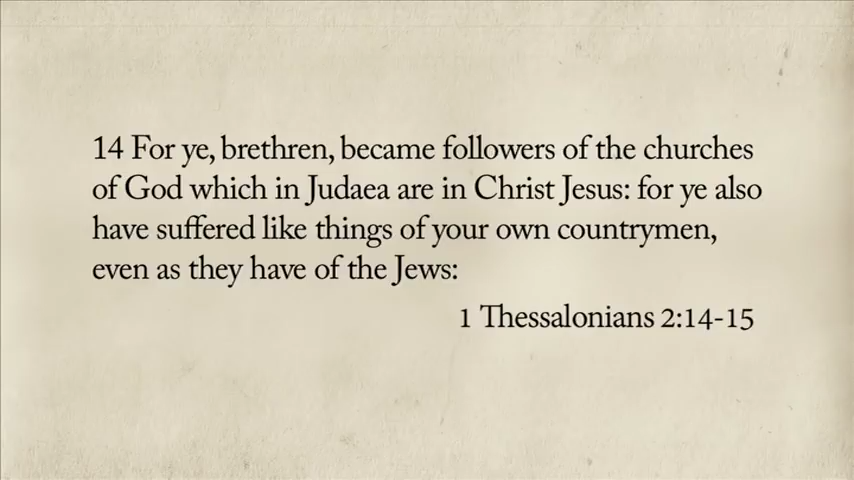 14 For ye, brethren, became followers of the churches
of God which in Judaea are in Christ Jesus: for ye also
have suffered like things of your own countrymen,
even as they have of the Jews:
1 Thessalonians 2:14-15